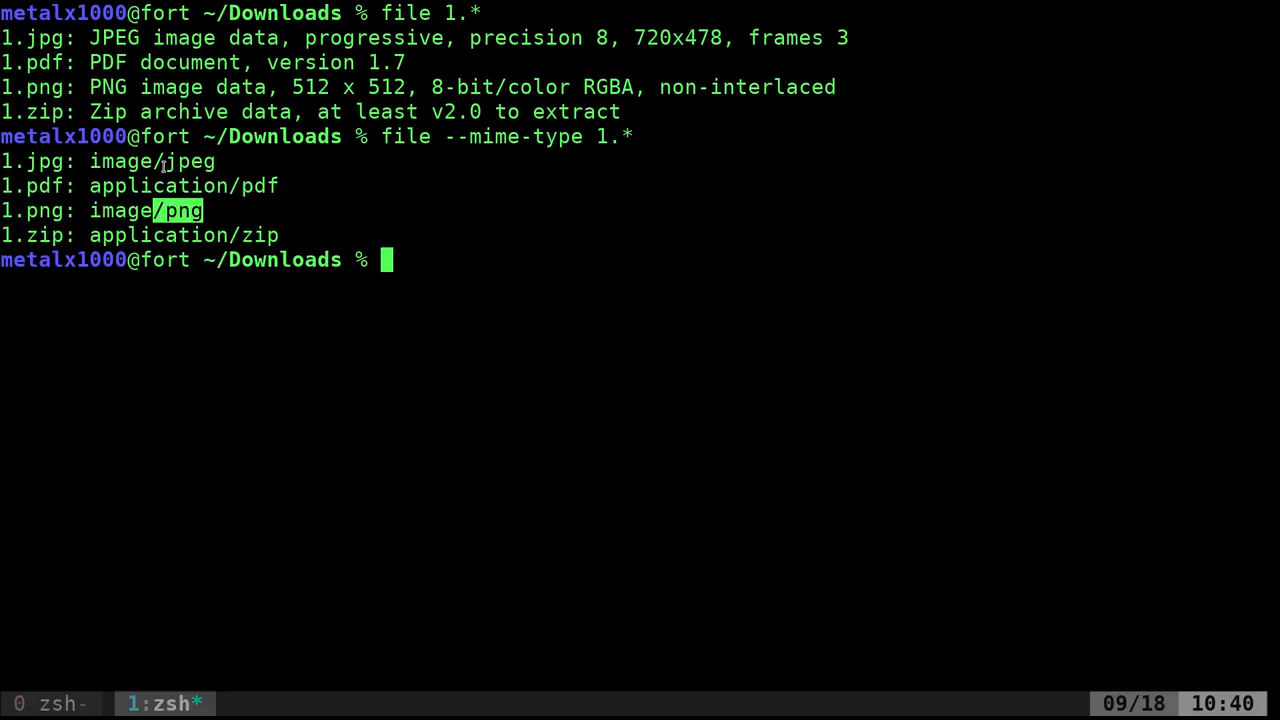 metalx1000@fort ~/Downloads % file 1.*
1.jpg: JPEG image data, progressive, precision 8, 720x478, frames 3
1.pdf: PDF document, version 1.7
1.png: PNG image data, 512 x 512, 8-bit/color RGBA, non-interlaced
1.zip: Zip archive data, at least v2.0 to extract
metalx1000@fort ~/Downloads % file --mime-type 1.*
1.jpg: image/jpeg
1.pdf: application/pdf
1.png: image/png
1.zip: application/zip
metalx1000@fort ~/Downloads %
0 zsh- 1:zsh* 09/18 10:40